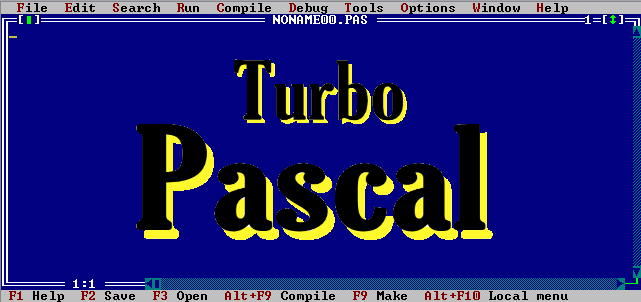 File Edit Search Run Compile Debug Tools Options Window Help
NONAME00.PAS 1
Turbo
Pascal
1:1
F1 Help F2 Save F3 Open Alt+F9 Compile F9 Make Alt+F10 Local menu